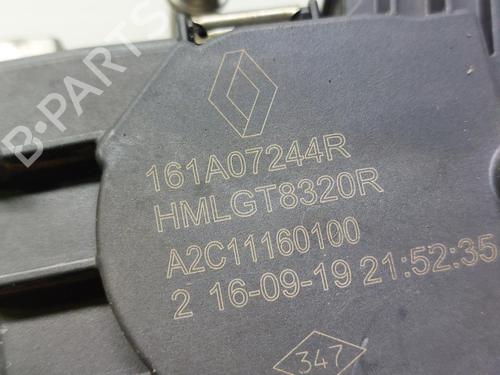 B-PARTS
161A07244R
HMLGT8320R
A2C11160100
2 16-09-19 21:52:35
347